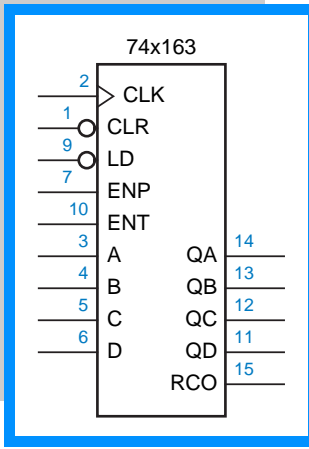 74x163
2 CLK
1 CLR
9 LD
7 ENP
10 ENT
3 A QA 14
4 B QB 13
5 C QC 12
6 D QD 11
RCO 15